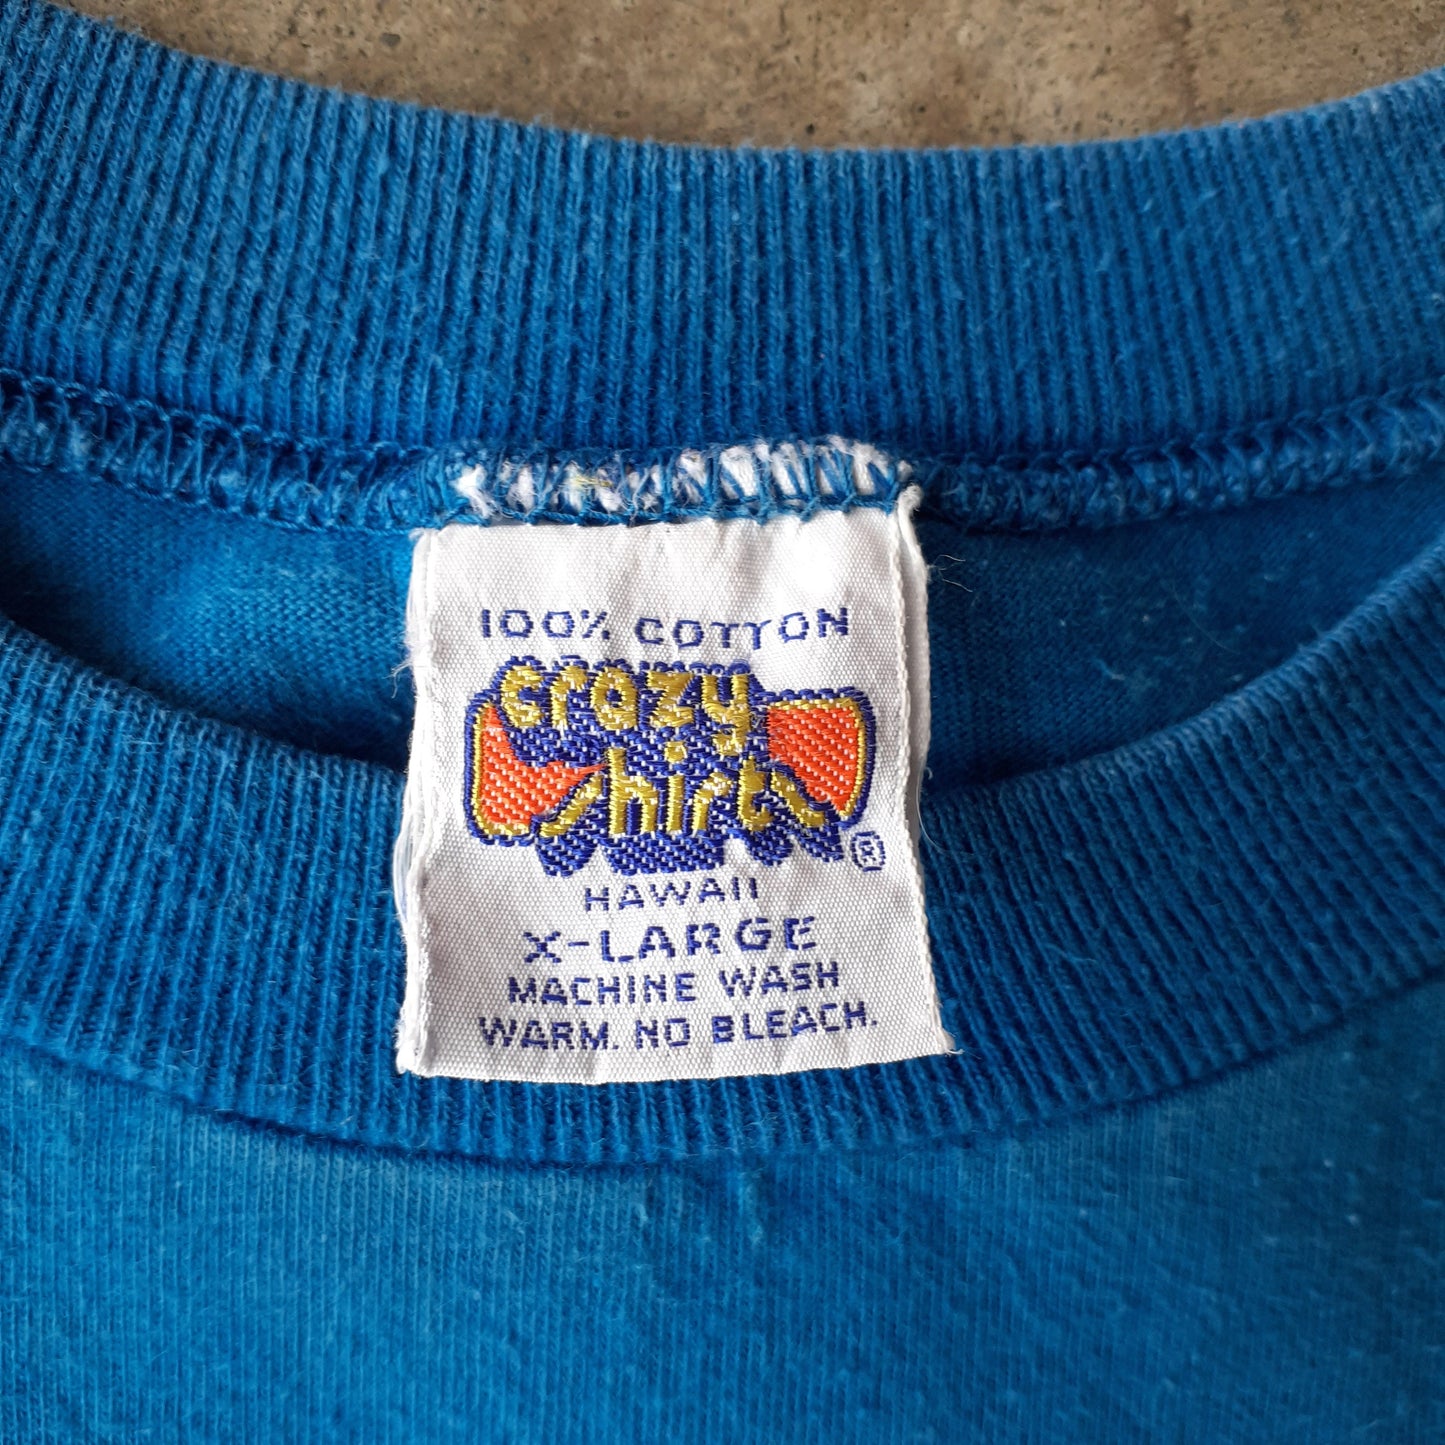 100% COTTON
crazy
shirts
®
HAWAII
X-LARGE
MACHINE WASH
WARM. NO BLEACH.